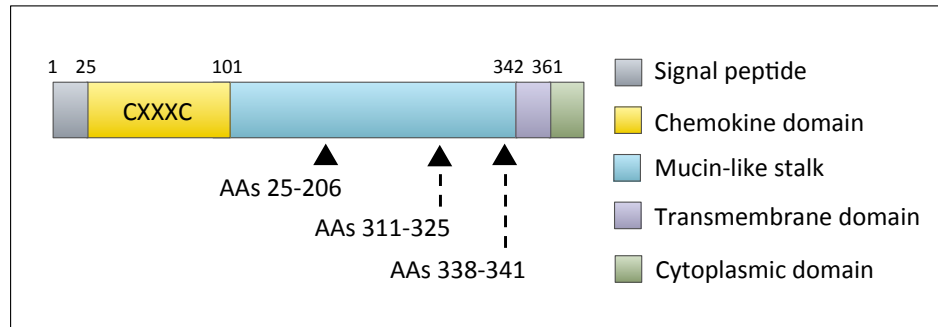 1 25 101 342 361
CXXXC
AAs 25-206
AAs 311-325
AAs 338-341
Signal peptide
Chemokine domain
Mucin-like stalk
Transmembrane domain
Cytoplasmic domain